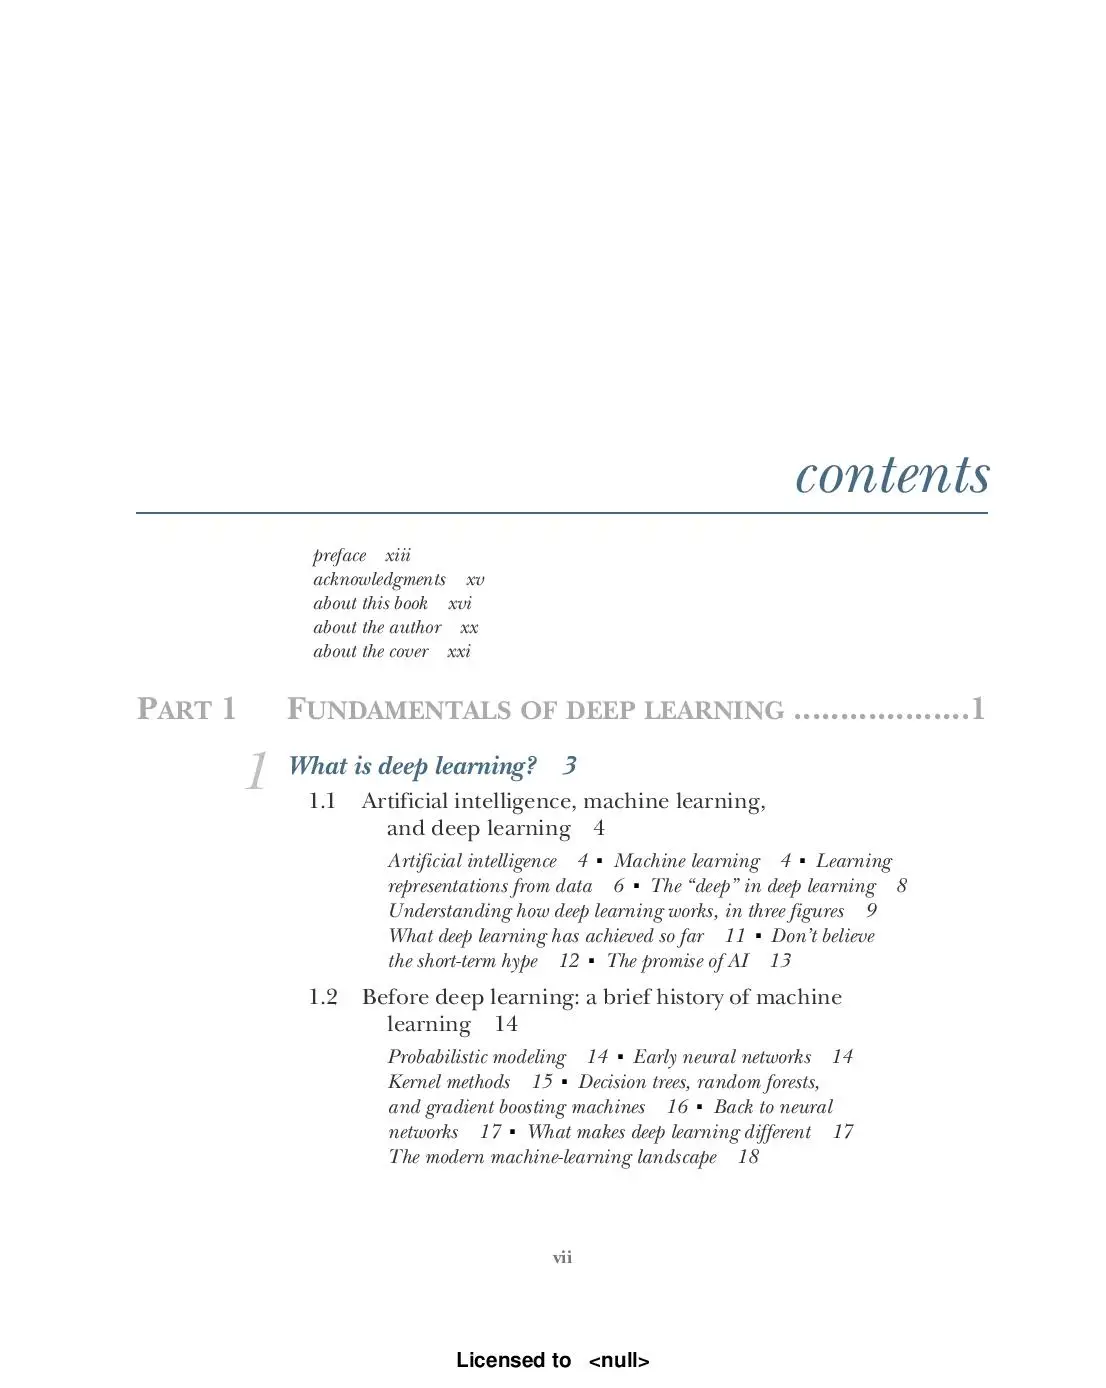 contents
preface xiii
acknowledgments xv
about this book xvi
about the author xx
about the cover xxi
PART 1 FUNDAMENTALS OF DEEP LEARNING ...................1
1 What is deep learning? 3
1.1 Artificial intelligence, machine learning,
and deep learning 4
Artificial intelligence 4 ▪ Machine learning 4 ▪ Learning
representations from data 6 ▪ The “deep” in deep learning 8
Understanding how deep learning works, in three figures 9
What deep learning has achieved so far 11 ▪ Don’t believe
the short-term hype 12 ▪ The promise of AI 13
1.2 Before deep learning: a brief history of machine
learning 14
Probabilistic modeling 14 ▪ Early neural networks 14
Kernel methods 15 ▪ Decision trees, random forests,
and gradient boosting machines 16 ▪ Back to neural
networks 17 ▪ What makes deep learning different 17
The modern machine-learning landscape 18
vii
Licensed to <null>